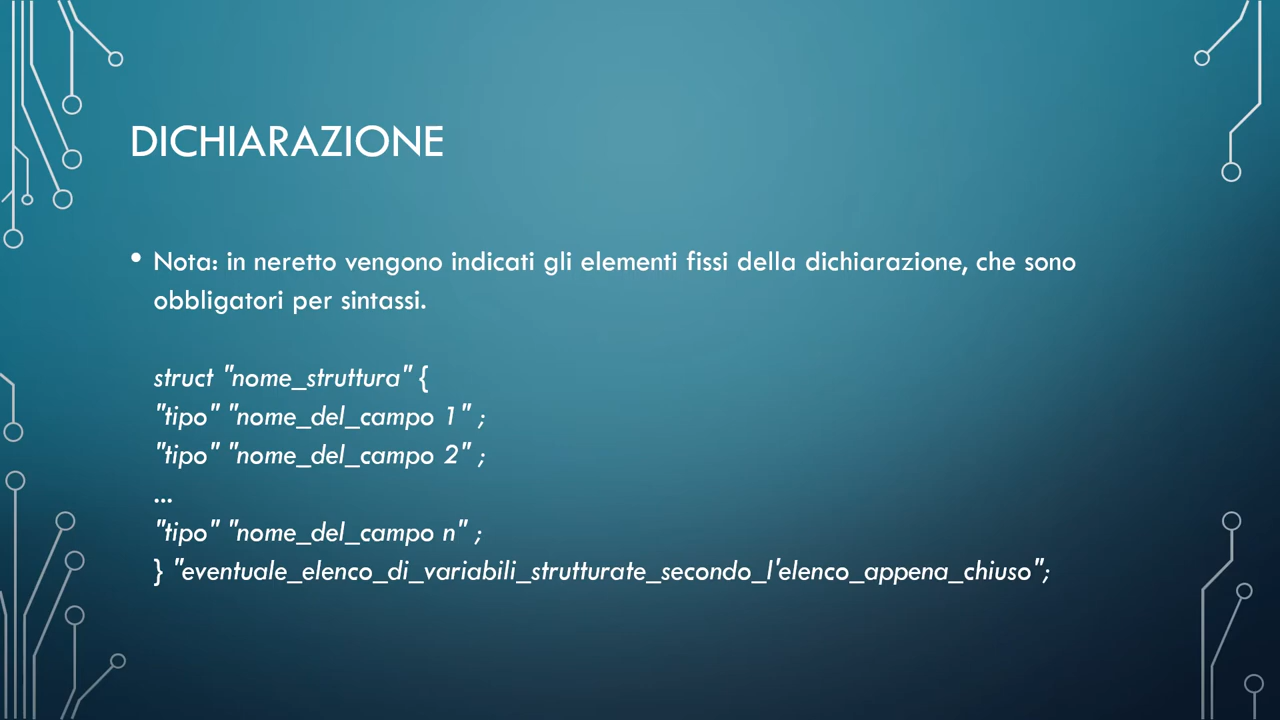 DICHIARAZIONE
• Nota: in neretto vengono indicati gli elementi fissi della dichiarazione, che sono
obbligatori per sintassi.
struct "nome_struttura" {
"tipo" "nome_del_campo 1" ;
"tipo" "nome_del_campo 2" ;
...
"tipo" "nome_del_campo n" ;
} "eventuale_elenco_di_variabili_strutturate_secondo_l'elenco_appena_chiuso";